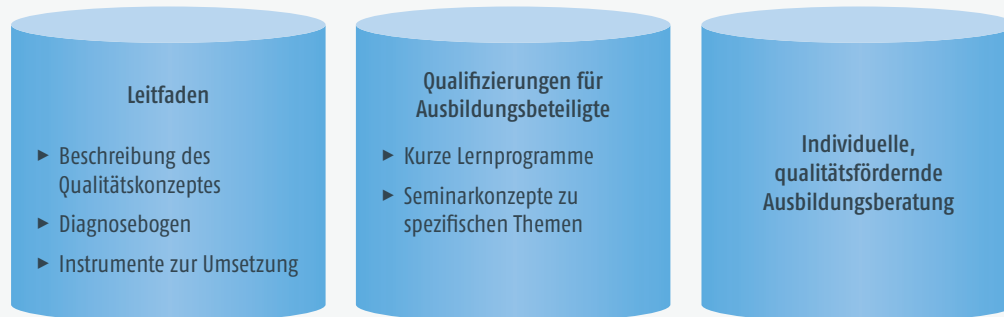 Leitfaden
► Beschreibung des
Qualitätskonzeptes
► Diagnosebogen
► Instrumente zur Umsetzung
Qualifizierungen für
Ausbildungsbeteiligte
► Kurze Lernprogramme
► Seminarkonzepte zu
spezifischen Themen
Individuelle,
qualitätsfördernde
Ausbildungsberatung